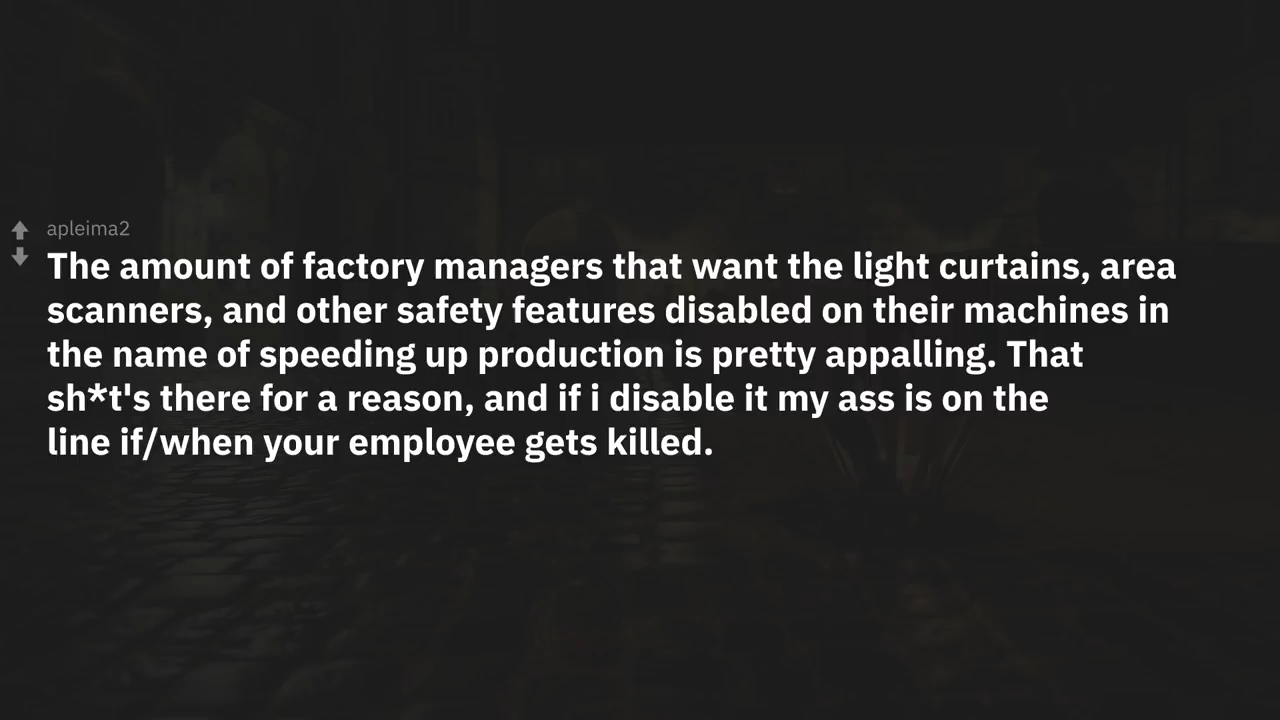 apleima2
The amount of factory managers that want the light curtains, area
scanners, and other safety features disabled on their machines in
the name of speeding up production is pretty appalling. That
sh*t's there for a reason, and if i disable it my ass is on the
line if/when your employee gets killed.